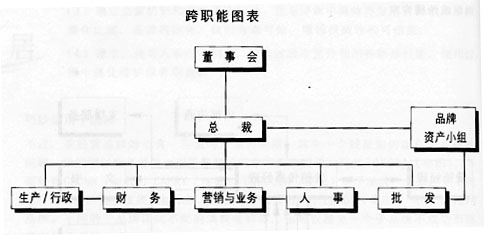 跨职能图表
董事会
总裁
品牌
资产小组
生产/行政
财务
营销与业务
人事
批发